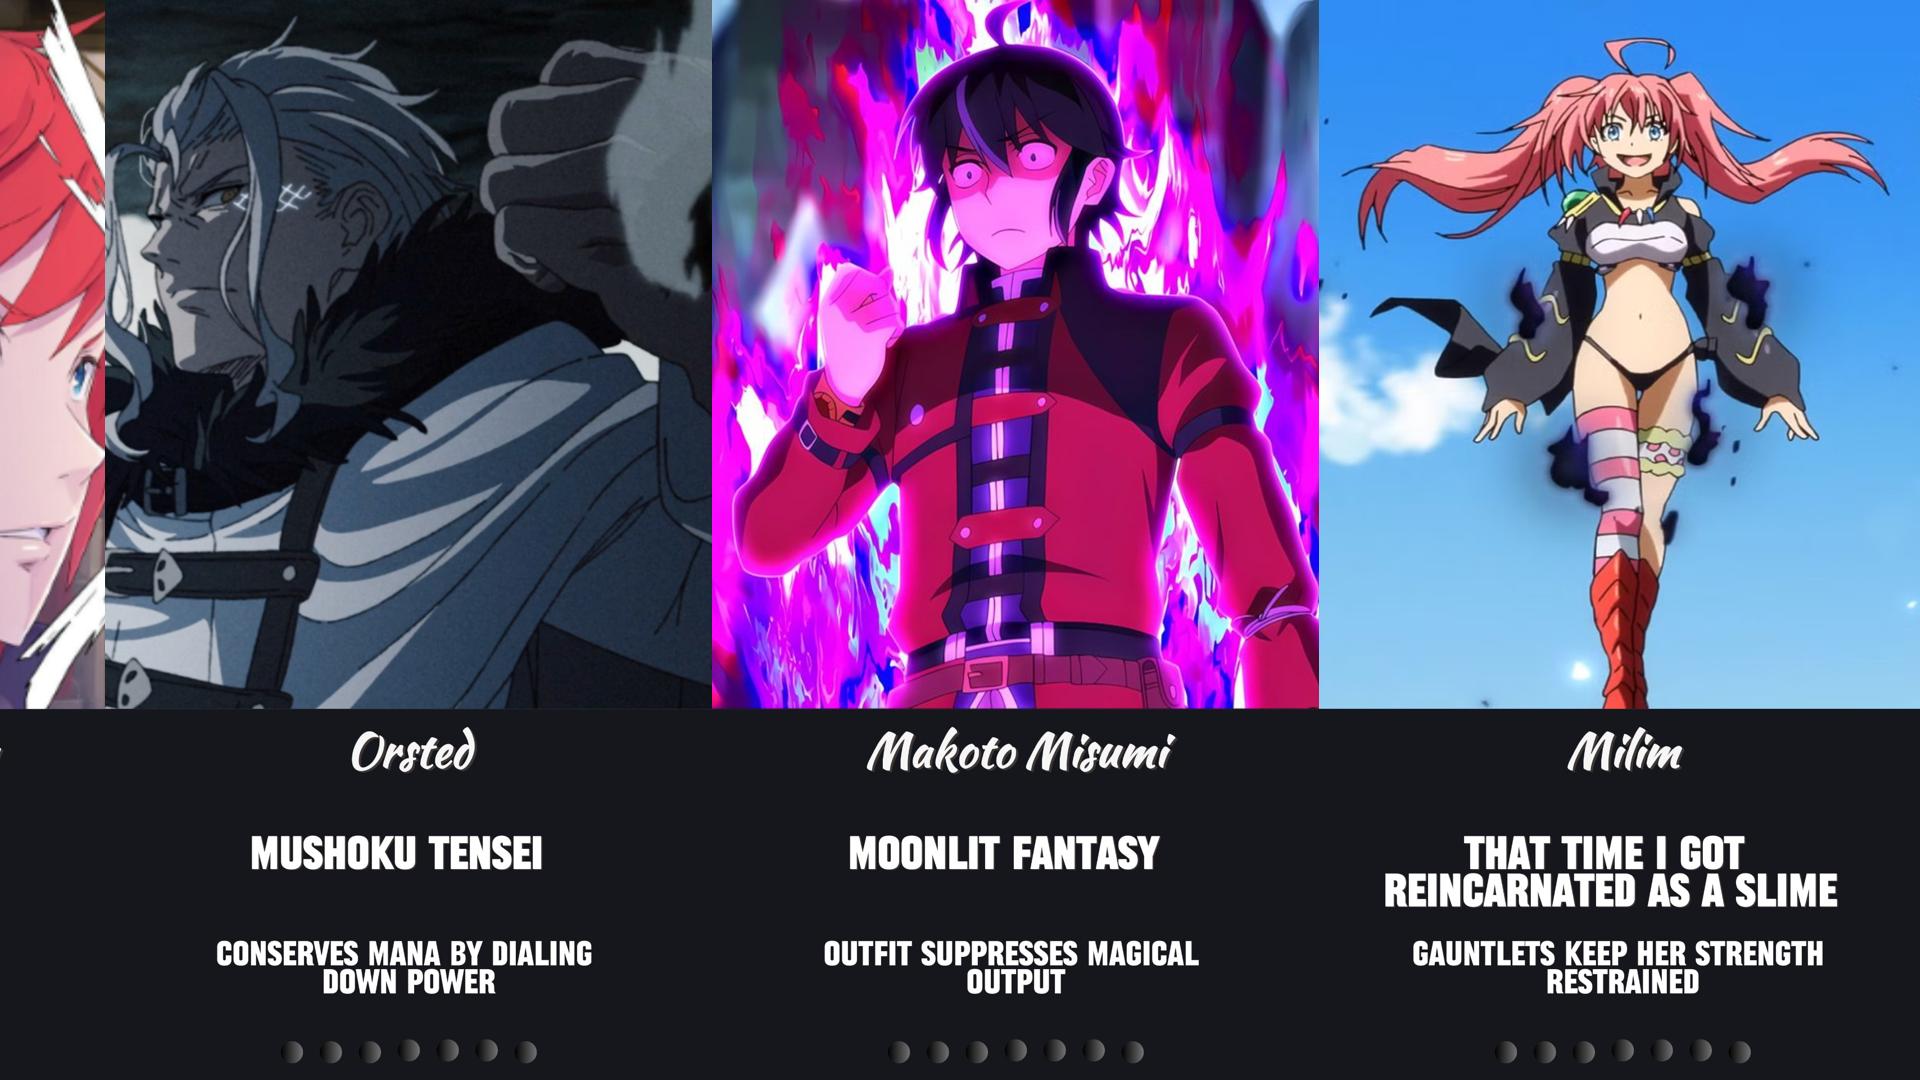 Orsted
MUSHOKU TENSEI
CONSERVES MANA BY DIALING
DOWN POWER
Makoto Misumi
MOONLIT FANTASY
OUTFIT SUPPRESSES MAGICAL
OUTPUT
Milim
THAT TIME I GOT
REINCARNATED AS A SLIME
GAUNTLETS KEEP HER STRENGTH
RESTRAINED